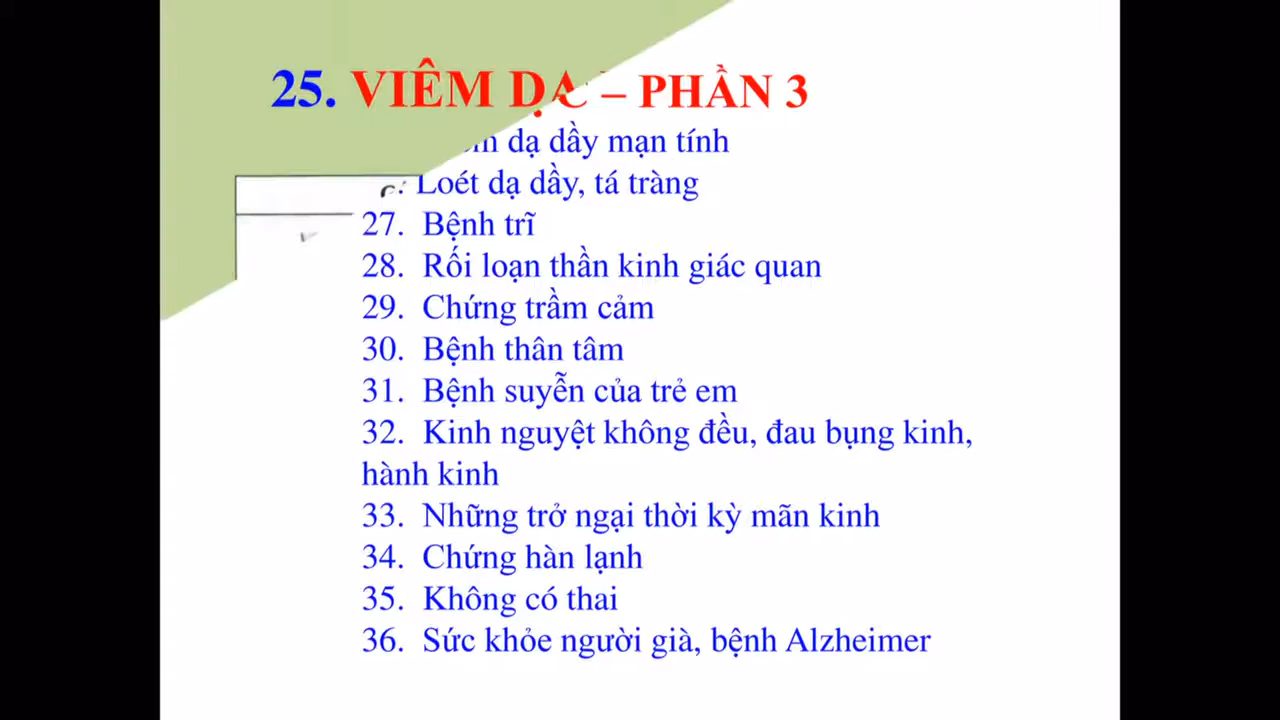 25. VIÊM DẠ – PHẦN 3
dạ dầy mạn tính
Loét dạ dầy, tá tràng
27. Bệnh trĩ
28. Rối loạn thần kinh giác quan
29. Chứng trầm cảm
30. Bệnh thân tâm
31. Bệnh suyễn của trẻ em
32. Kinh nguyệt không đều, đau bụng kinh,
hành kinh
33. Những trở ngại thời kỳ mãn kinh
34. Chứng hàn lạnh
35. Không có thai
36. Sức khỏe người già, bệnh Alzheimer